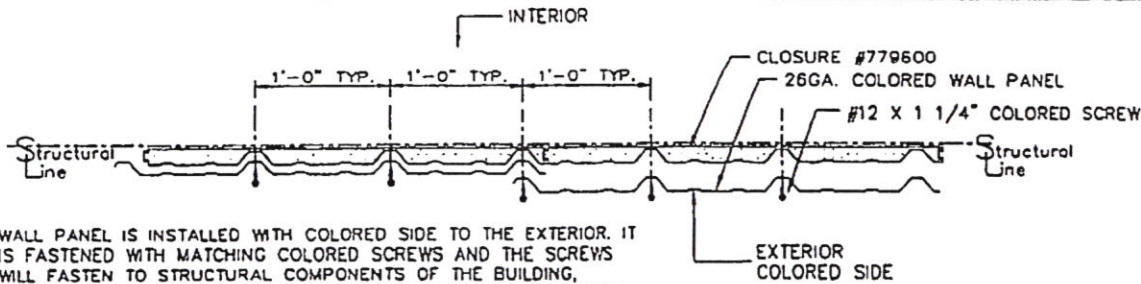 INTERIOR
1'-0" TYP. 1'-0" TYP. 1'-0" TYP.
CLOSURE #779600
26GA. COLORED WALL PANEL
#12 X 1 1/4" COLORED SCREW
Structural
Line
Structural
Line
WALL PANEL IS INSTALLED WITH COLORED SIDE TO THE EXTERIOR. IT
IS FASTENED WITH MATCHING COLORED SCREWS AND THE SCREWS
WILL FASTEN TO STRUCTURAL COMPONENTS OF THE BUILDING,
EXTERIOR
COLORED SIDE